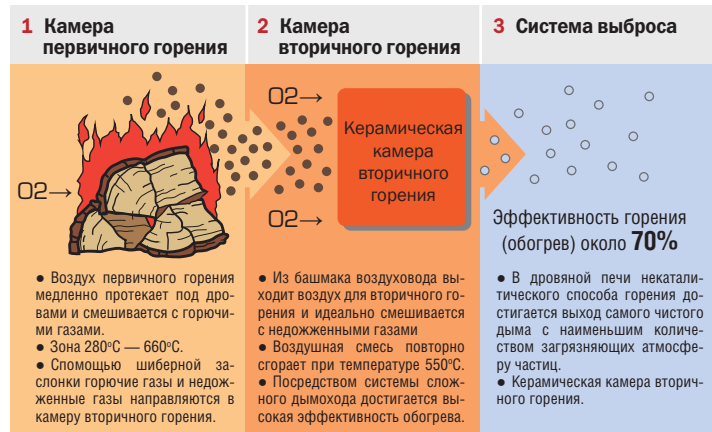 1 Камера
первичного горения
2 Камера
вторичного горения
3 Система выброса
O2→
O2→
Керамическая
камера
вторичного
горения
O2→
Эффективность горения
(обогрев) около 70%
● Воздух первичного горения
медленно протекает под дро-
вами и смешивается с горючи-
ми газами.
● Зона 280ºС — 660ºС.
● Спомощью шиберной за-
слонки горючие газы и недож-
женные газы направляются в
камеру вторичного горения.
● Из башмака воздуховода вы-
ходит воздух для вторичного го-
рения и идеально смешивается
с недожженными газами
● Воздушная смесь повторно
сгорает при температуре 550ºС.
● Посредством системы слож-
ного дымохода достигается вы-
сокая эффективность обогрева.
● В дровяной печи некатали-
тического способа горения до-
стигается выход самого чистого
дыма с наименьшим количе-
ством загрязняющих атмосфе-
ру частиц.
● Керамическая камера вторич-
ного горения.